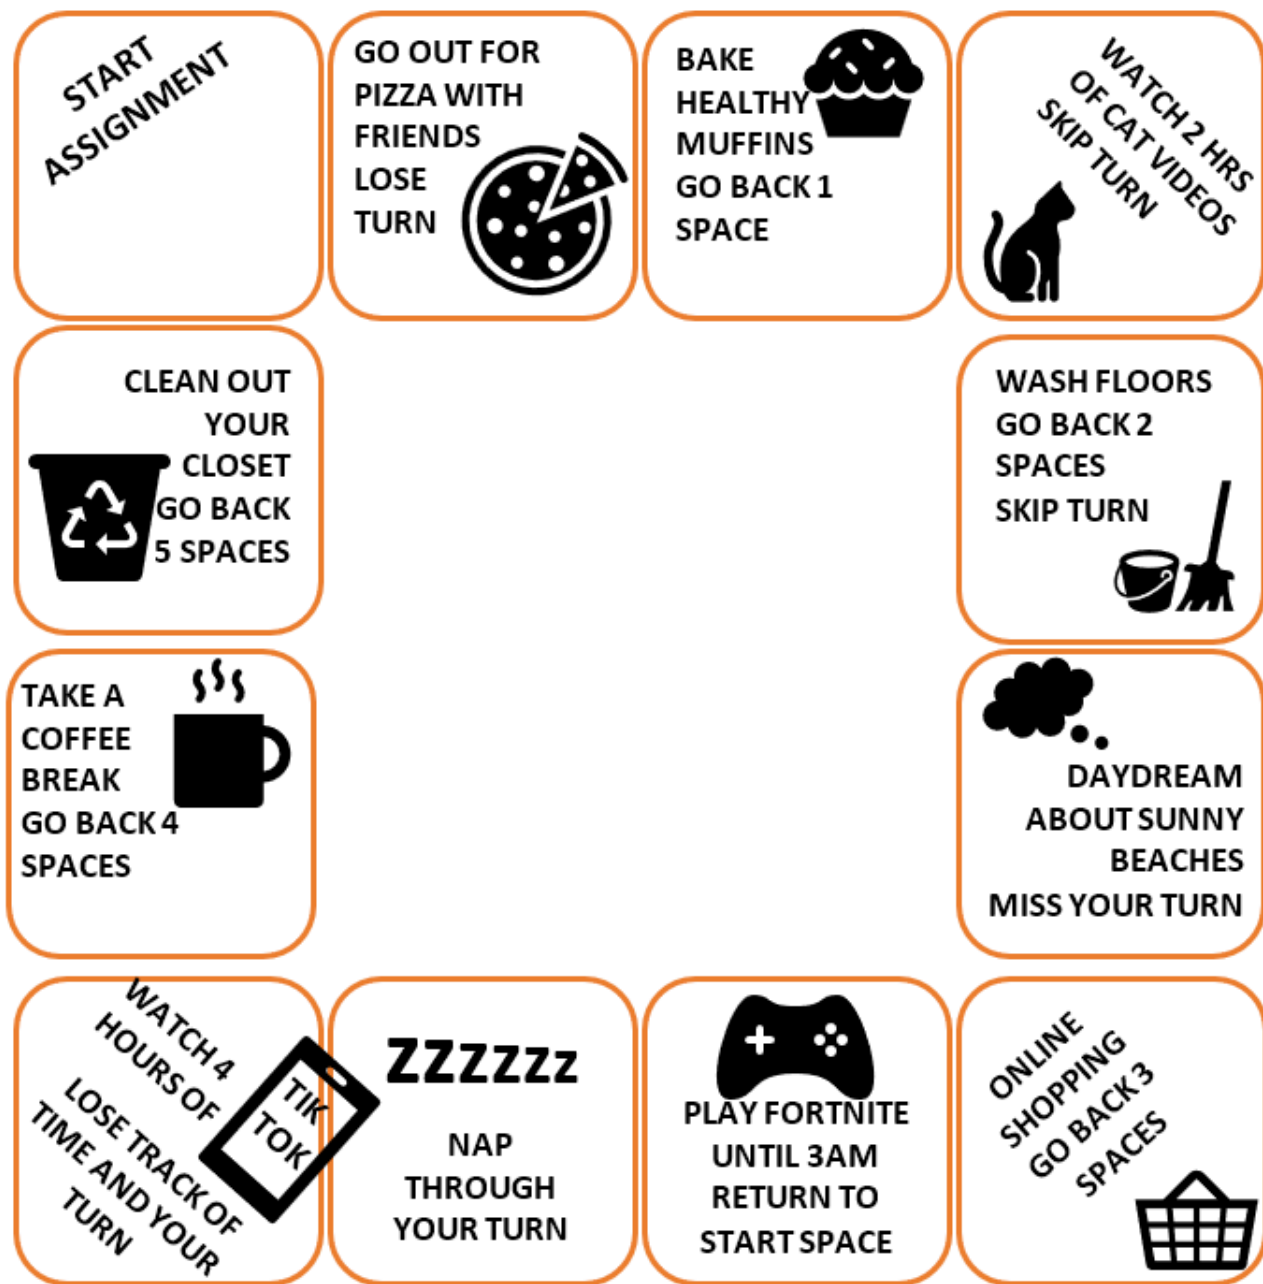 START
ASSIGNMENT
GO OUT FOR
PIZZA WITH
FRIENDS
LOSE
TURN
BAKE
HEALTHY
MUFFINS
GO BACK 1
SPACE
WATCH 2 HRS
OF CAT VIDEOS
SKIP TURN
WASH FLOORS
GO BACK 2
SPACES
SKIP TURN
DAYDREAM
ABOUT SUNNY
BEACHES
MISS YOUR TURN
ONLINE
SHOPPING
GO BACK 3
SPACES
PLAY FORTNITE
UNTIL 3AM
RETURN TO
START SPACE
ZZZZZZ
NAP
THROUGH
YOUR TURN
WATCH 4
HOURS OF
TIK
TOK
LOSE TRACK OF
TIME AND YOUR
TURN
TAKE A
COFFEE
BREAK
GO BACK 4
SPACES
CLEAN OUT
YOUR
CLOSET
GO BACK
5 SPACES